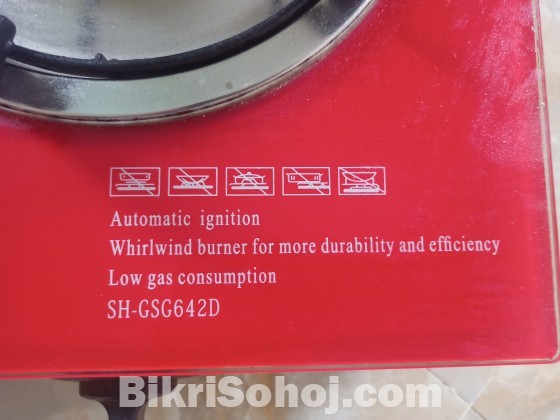 Automatic ignition
Whirlwind burner for more durability and efficiency
Low gas consumption
SH-GSG642D
BikriSohoj.com